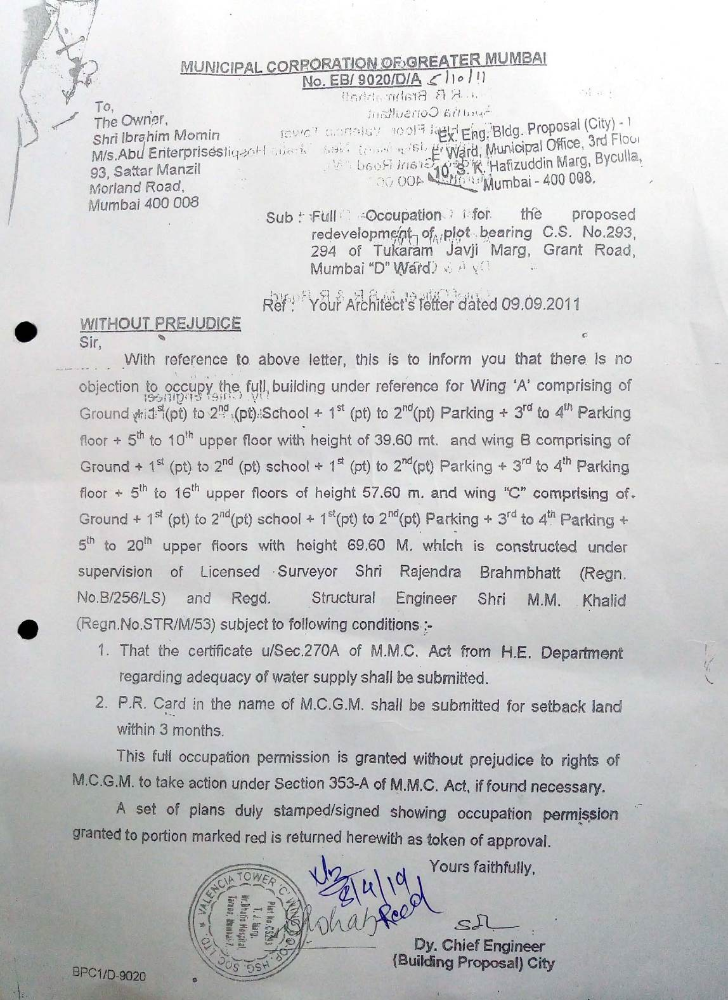 MUNICIPAL CORPORATION OF GREATER MUMBAI
No. EB/ 9020/D/A 5/10/11
To,
The Owner,
Shri Ibrahim Momin
M/s.Abu Enterprises
93, Sattar Manzil
Morland Road,
Mumbai 400 008
Ex. Eng. Bldg. Proposal (City) - I
E Ward, Municipal Office, 3rd Floor
10, S. K. Hafizuddin Marg, Byculla,
Mumbai - 400 008.
Sub : Full Occupation for the proposed
redevelopment of plot bearing C.S. No.293,
294 of Tukaram Javji Marg, Grant Road,
Mumbai “D” Ward.
Ref : Your Architect's letter dated 09.09.2011
WITHOUT PREJUDICE
Sir,
With reference to above letter, this is to inform you that there is no
objection to occupy the full building under reference for Wing ‘A’ comprising of
Ground + 1st (pt) to 2nd (pt) School + 1st (pt) to 2nd(pt) Parking + 3rd to 4th Parking
floor + 5th to 10th upper floor with height of 39.60 mt. and wing B comprising of
Ground + 1st (pt) to 2nd (pt) school + 1st (pt) to 2nd(pt) Parking + 3rd to 4th Parking
floor + 5th to 16th upper floors of height 57.60 m. and wing “C” comprising of
Ground + 1st (pt) to 2nd(pt) school + 1st(pt) to 2nd(pt) Parking + 3rd to 4th Parking +
5th to 20th upper floors with height 69.60 M. which is constructed under
supervision of Licensed Surveyor Shri Rajendra Brahmbhatt (Regn.
No.B/256/LS) and Regd. Structural Engineer Shri M.M. Khalid
(Regn.No.STR/M/53) subject to following conditions :-
1. That the certificate u/Sec.270A of M.M.C. Act from H.E. Department
regarding adequacy of water supply shall be submitted.
2. P.R. Card in the name of M.C.G.M. shall be submitted for setback land
within 3 months.
This full occupation permission is granted without prejudice to rights of
M.C.G.M. to take action under Section 353-A of M.M.C. Act, if found necessary.
A set of plans duly stamped/signed showing occupation permission
granted to portion marked red is returned herewith as token of approval.
Yours faithfully,
8/4/19
Recd
VALENCIA TOWER 'C' WING CO-OP. HSG. SOC. LTD.
Plot No.CS293
T. J. Marg,
Nr.Bhatia Hospital
Tardeo, Mumbai-7.
Dy. Chief Engineer
(Building Proposal) City
BPC1/D-9020